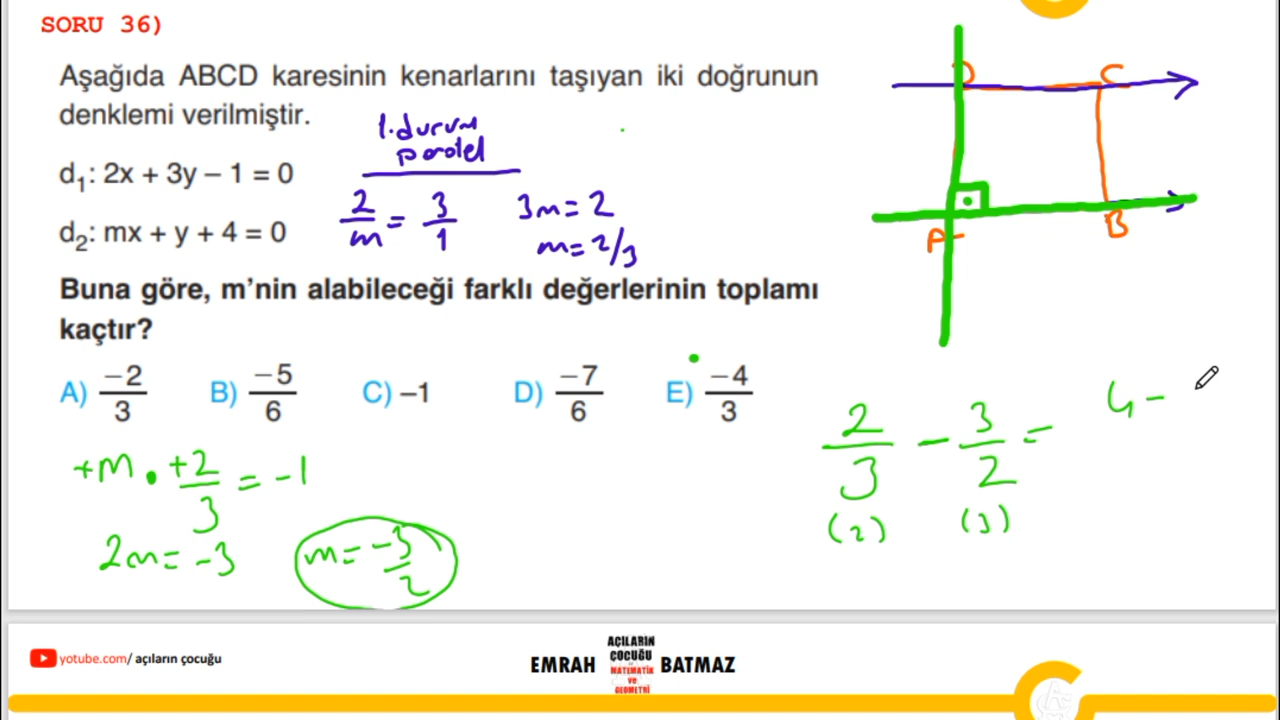 SORU 36)
Aşağıda ABCD karesinin kenarlarını taşıyan iki doğrunun
denklemi verilmiştir.
1. durum
paralel
d₁: 2x + 3y – 1 = 0
2/m = 3/1
3m = 2
m = 2/3
d₂: mx + y + 4 = 0
Buna göre, m'nin alabileceği farklı değerlerinin toplamı
kaçtır?
A) –2/3 B) –5/6 C) –1 D) –7/6 E) –4/3
D C
A B
+m . +2/3 = -1
2m = -3
m = -3/2
2/3 - 3/2 = 4 -
(2) (3)
yotube.com/ açıların çocuğu
EMRAH
AÇILARIN
ÇOCUĞU
MATEMATİK
ve
GEOMETRİ
BATMAZ